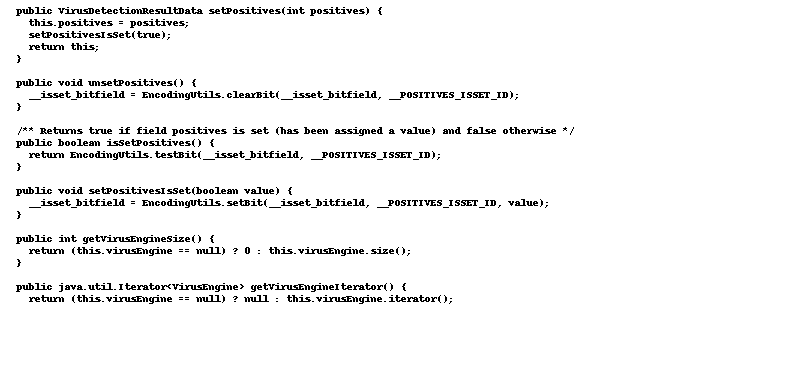 public VirusDetectionResultData setPositives(int positives) {
this.positives = positives;
setPositivesIsSet(true);
return this;
}
public void unsetPositives() {
__isset_bitfield = EncodingUtils.clearBit(__isset_bitfield, __POSITIVES_ISSET_ID);
}
/** Returns true if field positives is set (has been assigned a value) and false otherwise */
public boolean isSetPositives() {
return EncodingUtils.testBit(__isset_bitfield, __POSITIVES_ISSET_ID);
}
public void setPositivesIsSet(boolean value) {
__isset_bitfield = EncodingUtils.setBit(__isset_bitfield, __POSITIVES_ISSET_ID, value);
}
public int getVirusEngineSize() {
return (this.virusEngine == null) ? 0 : this.virusEngine.size();
}
public java.util.Iterator<VirusEngine> getVirusEngineIterator() {
return (this.virusEngine == null) ? null : this.virusEngine.iterator();